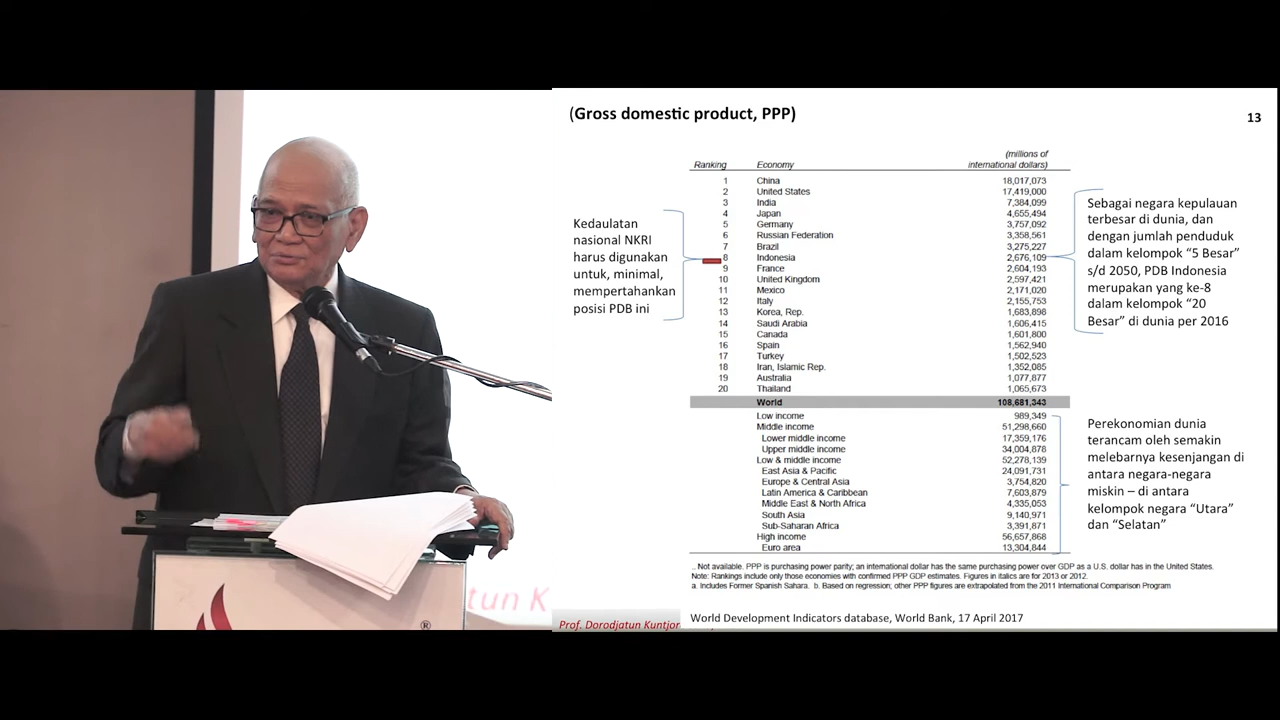 (Gross domestic product, PPP)
13
(millions of
Ranking Economy international dollars)
1 China 18,017,073
2 United States 17,419,000
3 India 7,384,099
4 Japan 4,655,494
5 Germany 3,757,092
6 Russian Federation 3,358,561
7 Brazil 3,275,227
8 Indonesia 2,676,109
9 France 2,604,193
10 United Kingdom 2,597,421
11 Mexico 2,171,020
12 Italy 2,155,753
13 Korea, Rep. 1,683,898
14 Saudi Arabia 1,606,415
15 Canada 1,601,800
16 Spain 1,562,940
17 Turkey 1,502,523
18 Iran, Islamic Rep. 1,352,085
19 Australia 1,077,877
20 Thailand 1,065,673
World 108,681,343
Low income 989,349
Middle income 51,298,660
Lower middle income 17,359,176
Upper middle income 34,004,878
Low & middle income 52,278,139
East Asia & Pacific 24,091,731
Europe & Central Asia 3,754,820
Latin America & Caribbean 7,603,879
Middle East & North Africa 4,335,053
South Asia 9,140,971
Sub-Saharan Africa 3,391,871
High income 56,657,868
Euro area 13,304,844
Kedaulatan
nasional NKRI
harus digunakan
untuk, minimal,
mempertahankan
posisi PDB ini
Sebagai negara kepulauan
terbesar di dunia, dan
dengan jumlah penduduk
dalam kelompok “5 Besar”
s/d 2050, PDB Indonesia
merupakan yang ke-8
dalam kelompok “20
Besar” di dunia per 2016
Perekonomian dunia
terancam oleh semakin
melebarnya kesenjangan di
antara negara-negara
miskin – di antara
kelompok negara “Utara”
dan “Selatan”
.. Not available. PPP is purchasing power parity; an international dollar has the same purchasing power over GDP as a U.S. dollar has in the United States.
Note: Rankings include only those economies with confirmed PPP GDP estimates. Figures in italics are for 2013 or 2012.
a. Includes Former Spanish Sahara. b. Based on regression; other PPP figures are extrapolated from the 2011 International Comparison Program
World Development Indicators database, World Bank, 17 April 2017
Prof. Dorodjatun Kuntjor
tun K
®